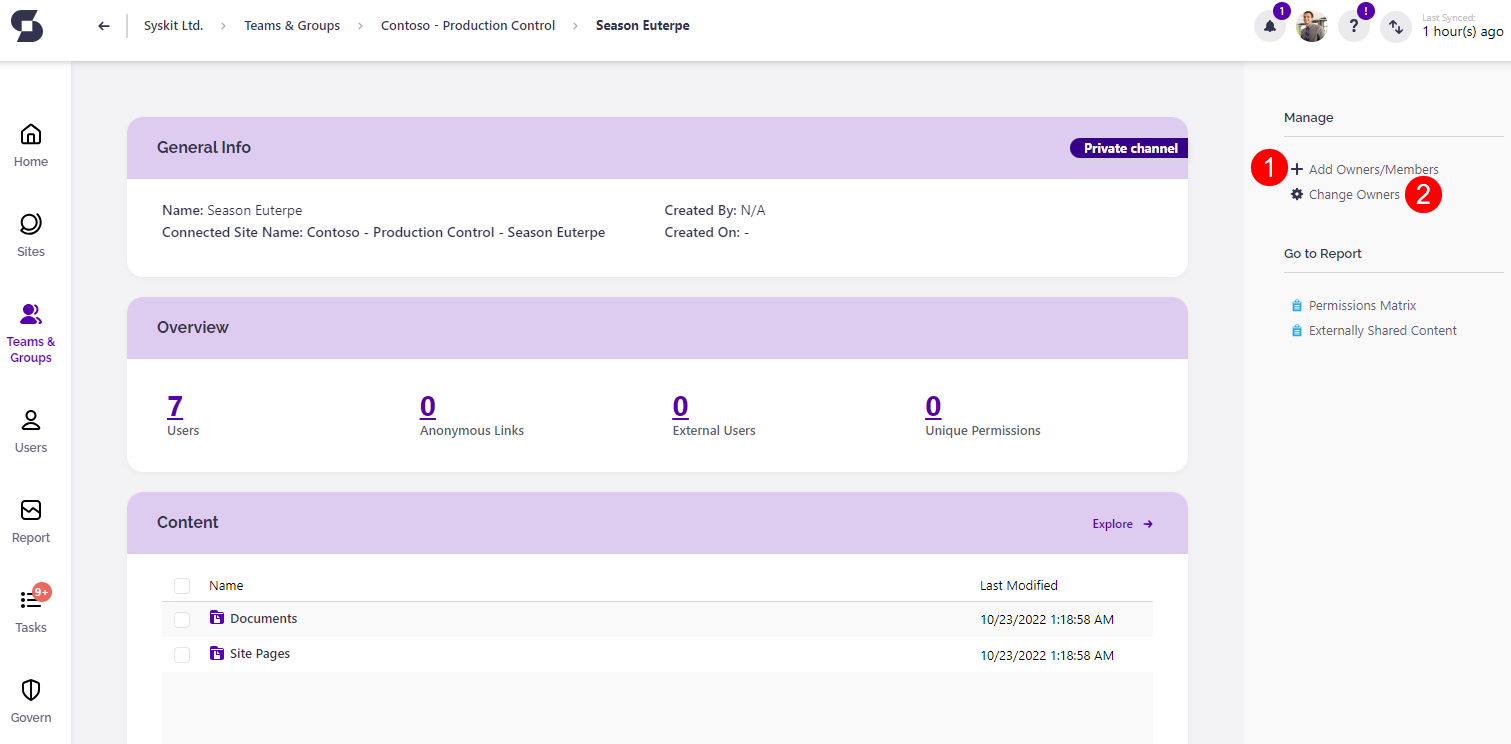 Syskit Ltd. > Teams & Groups > Contoso - Production Control > Season Euterpe
1
!
?
Last Synced:
1 hour(s) ago
Home
Sites
Teams &
Groups
Users
Report
9+
Tasks
Govern
General Info
Private channel
Name: Season Euterpe
Created By: N/A
Connected Site Name: Contoso - Production Control - Season Euterpe
Created On: -
Overview
7
Users
0
Anonymous Links
0
External Users
0
Unique Permissions
Content
Explore →
Name
Last Modified
Documents
10/23/2022 1:18:58 AM
Site Pages
10/23/2022 1:18:58 AM
Manage
1
+ Add Owners/Members
Change Owners
2
Go to Report
Permissions Matrix
Externally Shared Content